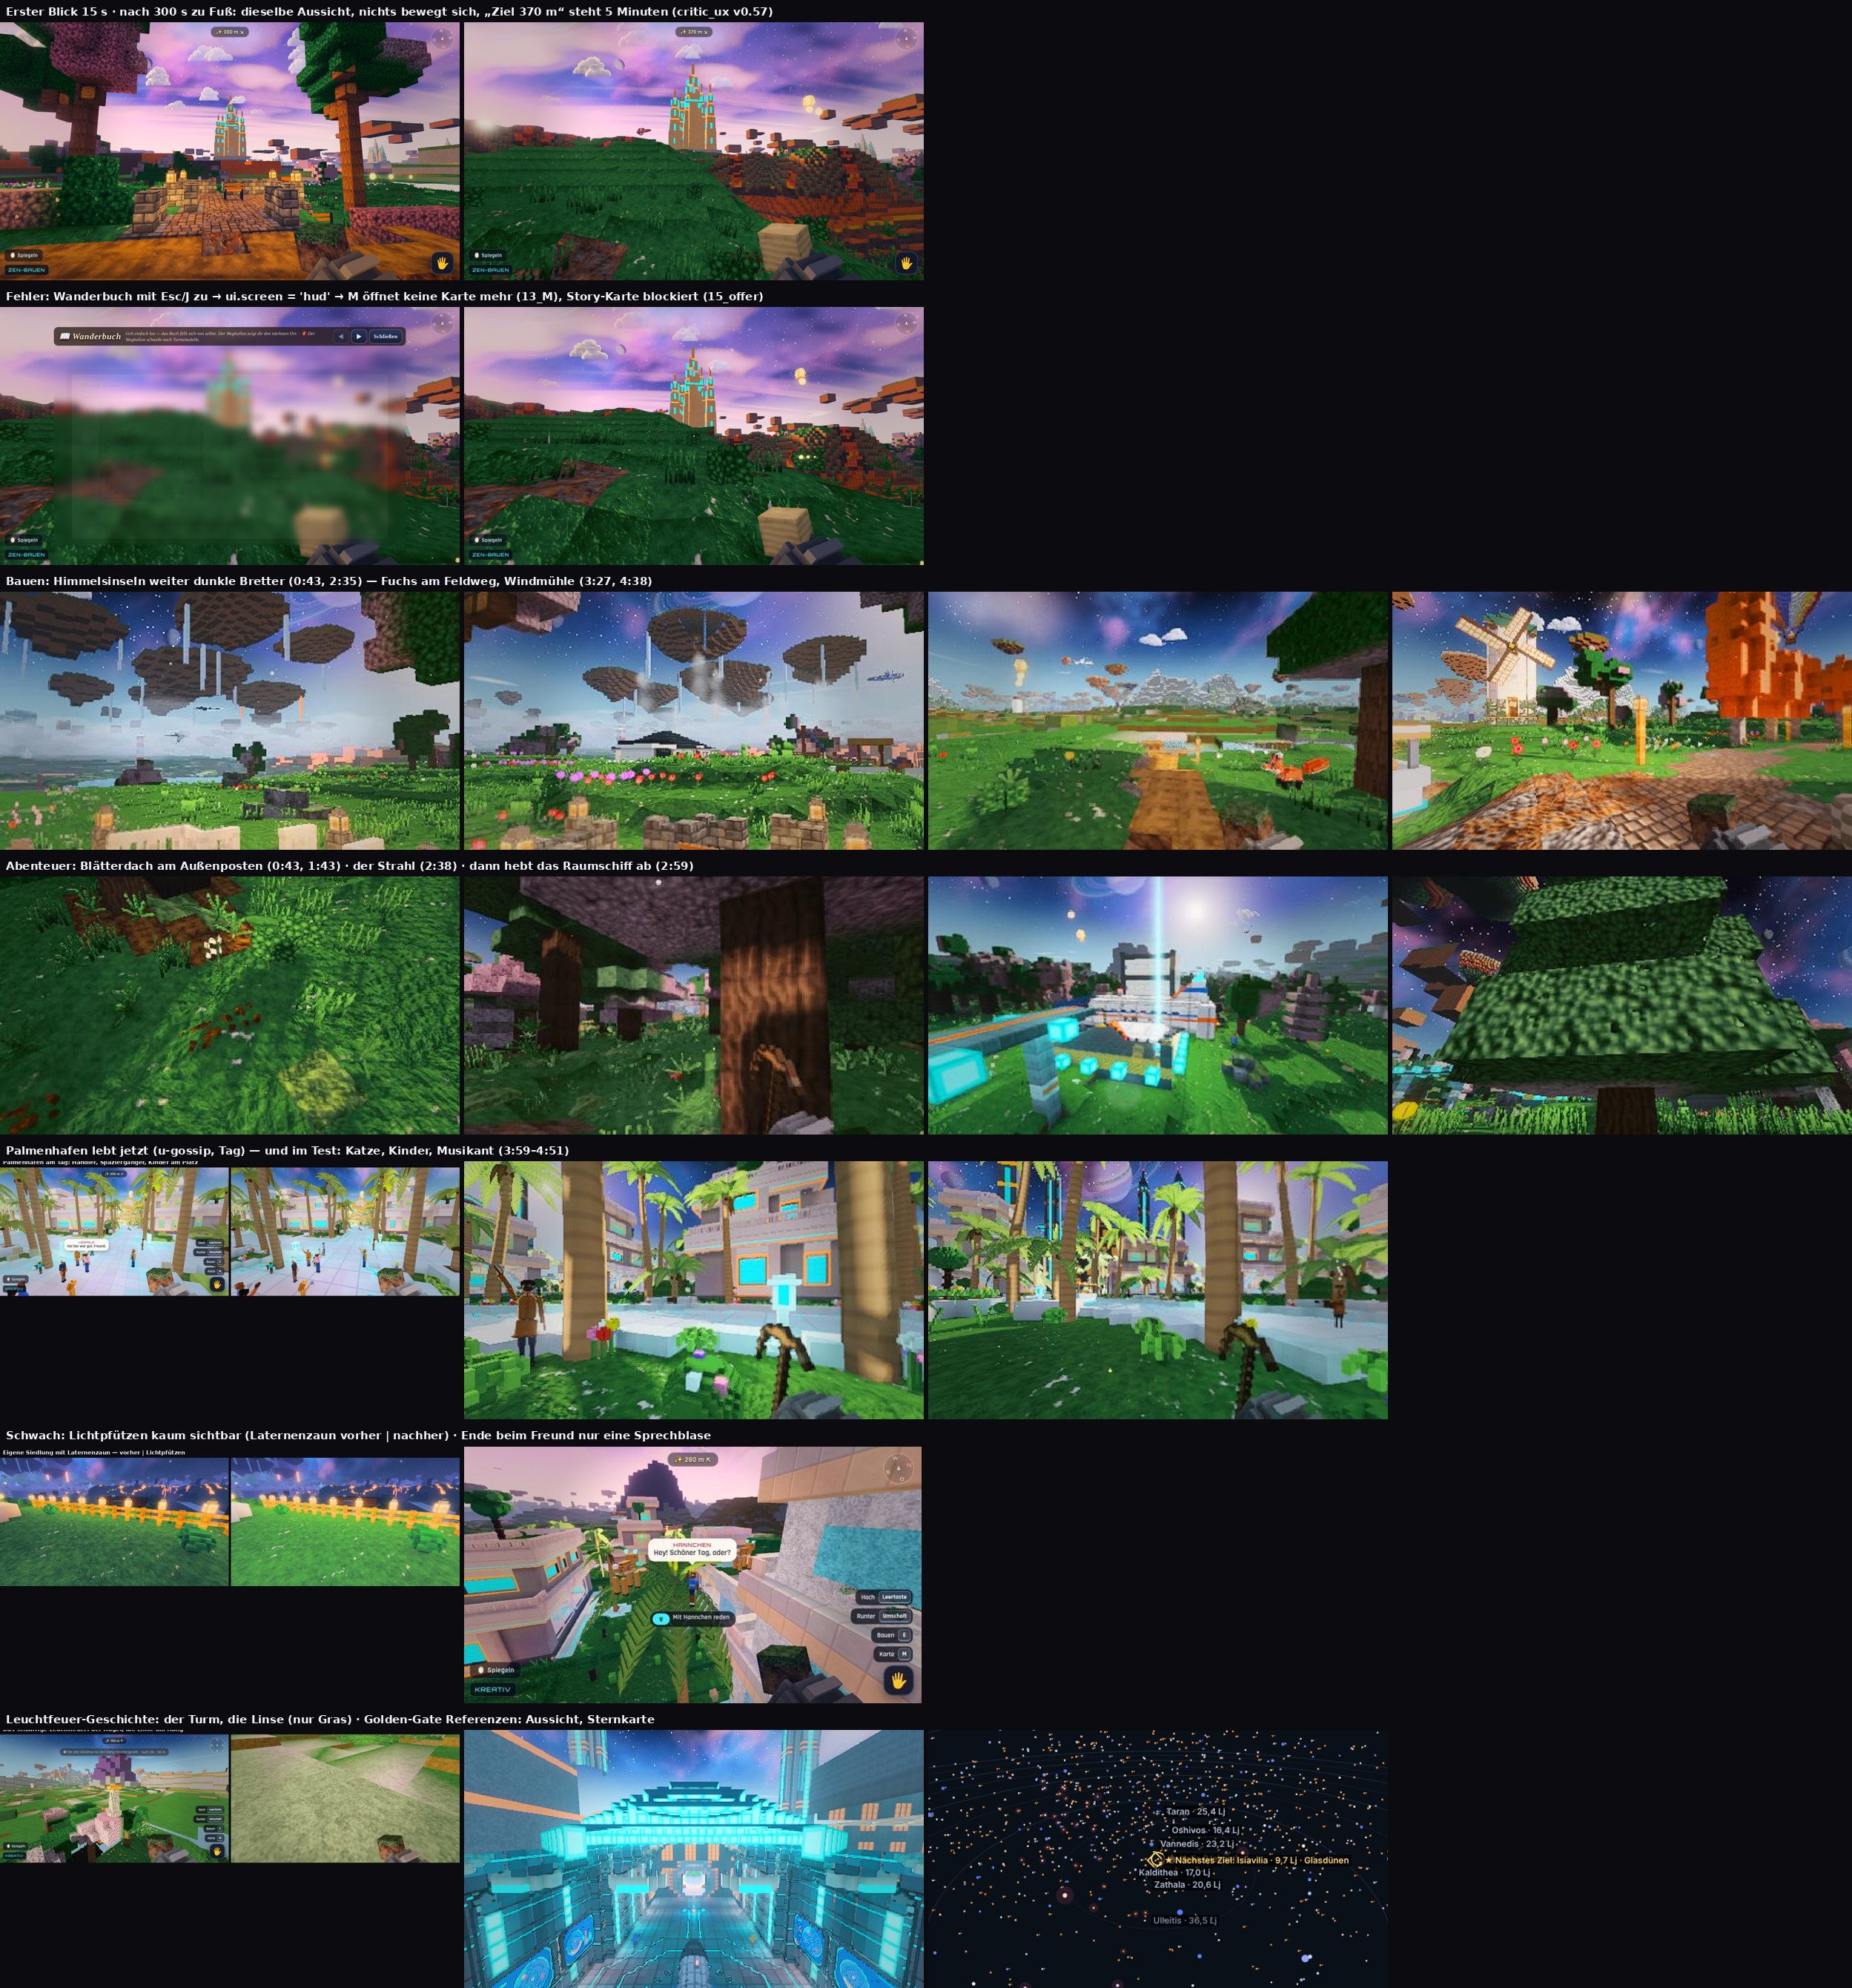 Erster Blick 15 s · nach 300 s zu Fuß: dieselbe Aussicht, nichts bewegt sich, „Ziel 370 m“ steht 5 Minuten (critic_ux v0.57)
370 m
Spiegeln
ZEN-BAUEN
Spiegeln
ZEN-BAUEN
Fehler: Wanderbuch mit Esc/J zu → ui.screen = 'hud' → M öffnet keine Karte mehr (13_M), Story-Karte blockiert (15_offer)
Wanderbuch
Schließen
Spiegeln
ZEN-BAUEN
Spiegeln
ZEN-BAUEN
Bauen: Himmelsinseln weiter dunkle Bretter (0:43, 2:35) — Fuchs am Feldweg, Windmühle (3:27, 4:38)
Abenteuer: Blätterdach am Außenposten (0:43, 1:43) · der Strahl (2:38) · dann hebt das Raumschiff ab (2:59)
Palmenhafen lebt jetzt (u-gossip, Tag) — und im Test: Katze, Kinder, Musikant (3:59-4:51)
Palmenhafen am Tag: Händler, Spaziergänger, Kinder am Platz
Schwach: Lichtpfützen kaum sichtbar (Laternenzaun vorher | nachher) · Ende beim Freund nur eine Sprechblase
Eigene Siedlung mit Laternenzaun — vorher | Lichtpfützen
280 m
HANNCHEN
Hey! Schöner Tag, oder?
Mit Hannchen reden
Hoch Leertaste
Runter Umschalt
Bauen E
Karte M
Spiegeln
KREATIV
Leuchtfeuer-Geschichte: der Turm, die Linse (nur Gras) · Golden-Gate Referenzen: Aussicht, Sternkarte
Taran · 25,4 Lj
Oshivos · 16,4 Lj
Vannedis · 23,2 Lj
★ Nächstes Ziel: Isiavilia · 9,7 Lj · Glasdünen
Kaldithea · 17,0 Lj
Zathala · 20,6 Lj
Ulleitis · 36,5 Lj